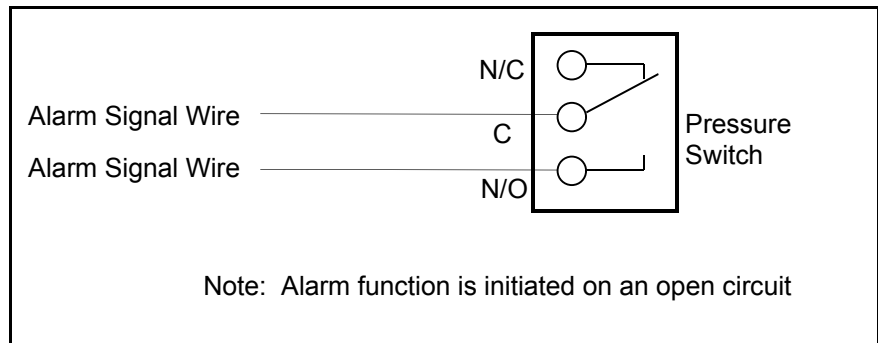 N/C
Alarm Signal Wire
C
Pressure
Switch
Alarm Signal Wire
N/O
Note: Alarm function is initiated on an open circuit